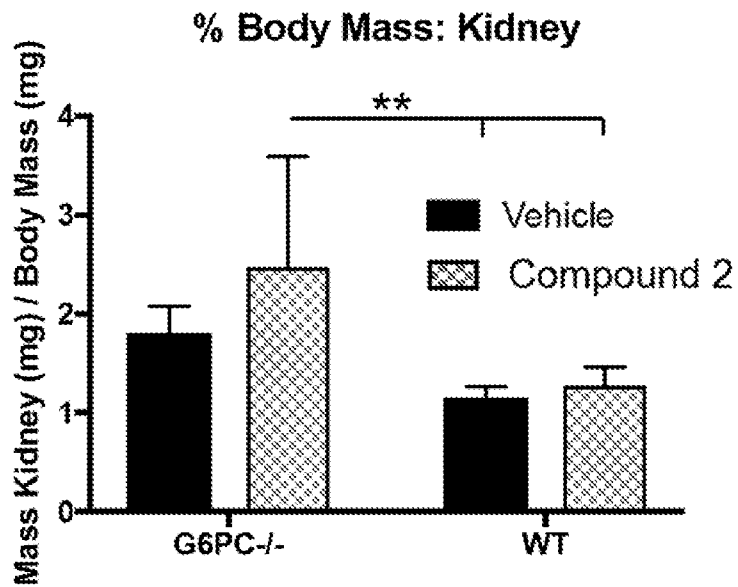 % Body Mass: Kidney
Mass Kidney (mg) / Body Mass (mg)
4
**
3
Vehicle
Compound 2
2
1
0
G6PC-/-
WT